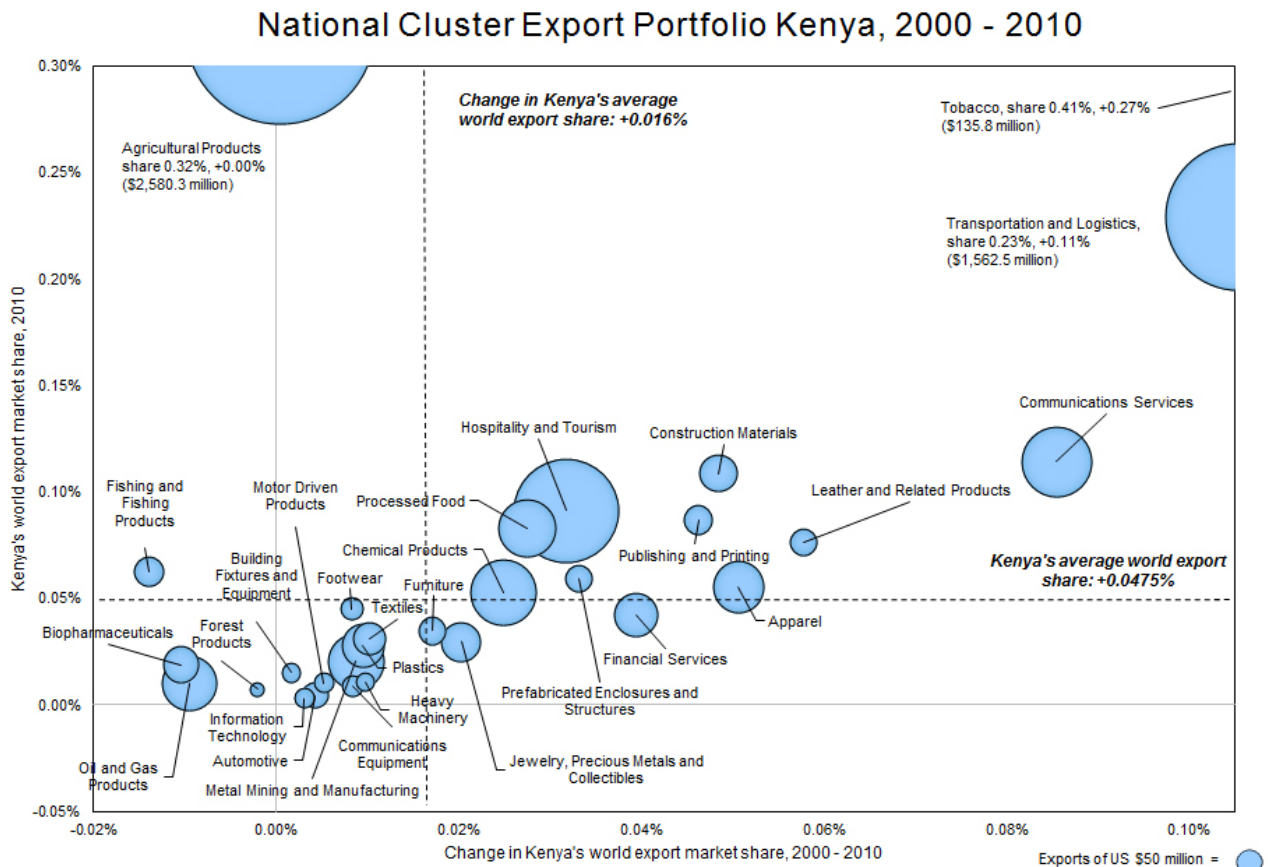 National Cluster Export Portfolio Kenya, 2000 - 2010
0.30%
0.25%
0.20%
0.15%
0.10%
0.05%
0.00%
-0.05%
Kenya's world export market share, 2010
Change in Kenya's average
world export share: +0.016%
Tobacco, share 0.41%, +0.27%
($135.8 million)
Agricultural Products
share 0.32%, +0.00%
($2,580.3 million)
Transportation and Logistics,
share 0.23%, +0.11%
($1,562.5 million)
Communications Services
Hospitality and Tourism
Construction Materials
Fishing and
Fishing
Products
Motor Driven
Products
Processed Food
Leather and Related Products
Building
Fixtures and
Equipment
Chemical Products
Publishing and Printing
Kenya's average world export
share: +0.0475%
Footwear
Furniture
Textiles
Apparel
Biopharmaceuticals
Forest
Products
Plastics
Financial Services
Prefabricated Enclosures and
Structures
Heavy
Machinery
Information
Technology
Automotive
Communications
Equipment
Jewelry, Precious Metals and
Collectibles
Oil and Gas
Products
Metal Mining and Manufacturing
-0.02%
0.00%
0.02%
0.04%
0.06%
0.08%
0.10%
Change in Kenya's world export market share, 2000 - 2010
Exports of US $50 million =